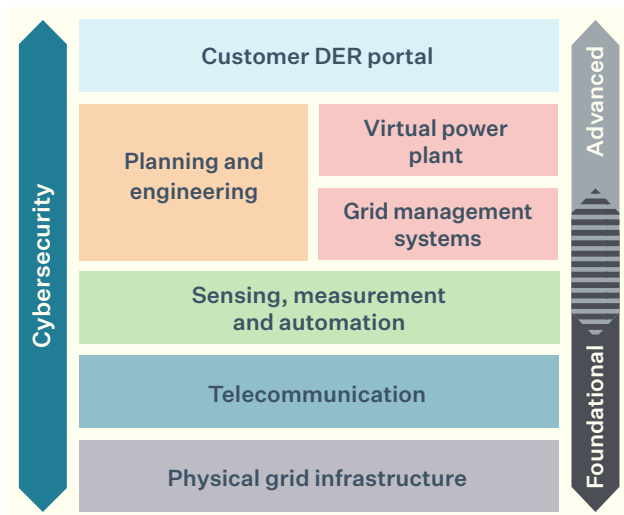 Cybersecurity
Customer DER portal
Planning and
engineering
Virtual power
plant
Grid management
systems
Sensing, measurement
and automation
Telecommunication
Physical grid infrastructure
Advanced
Foundational